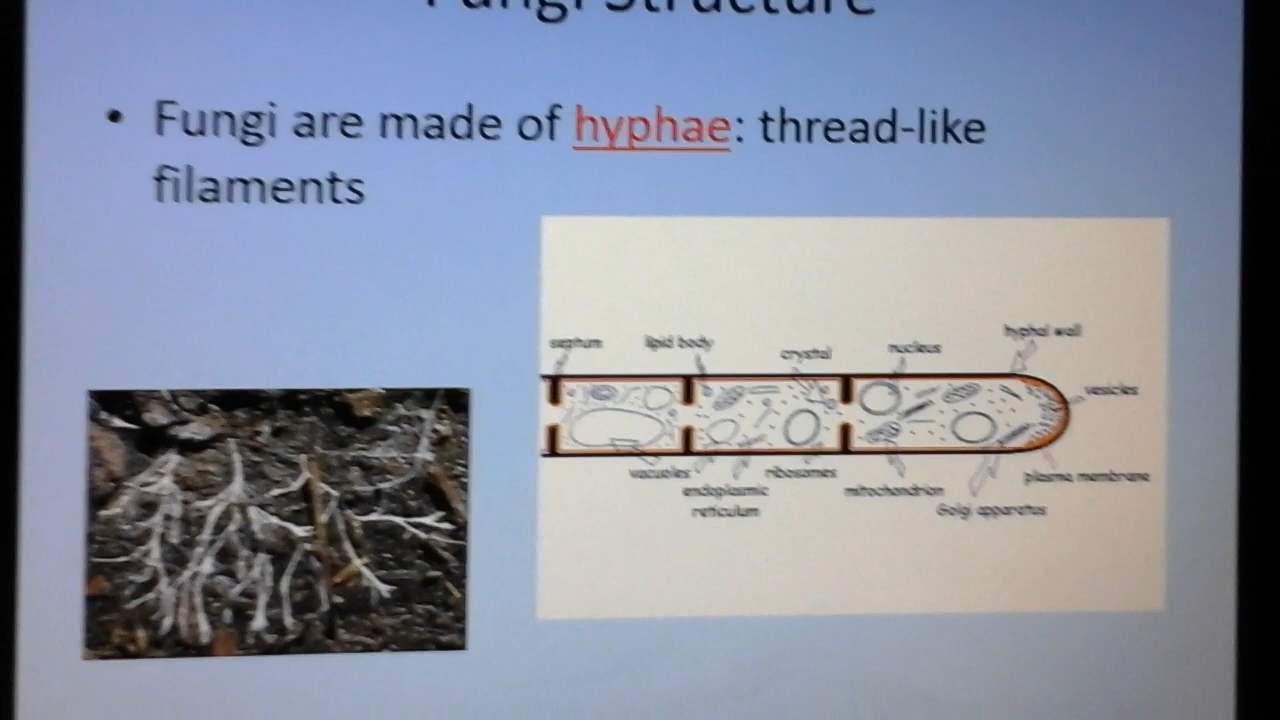 Fungi Structure
• Fungi are made of hyphae: thread-like
filaments
septum
lipid body
crystal
nucleus
hyphal wall
vesicles
vacuoles
endoplasmic
reticulum
ribosomes
mitochondrion
Golgi apparatus
plasma membrane